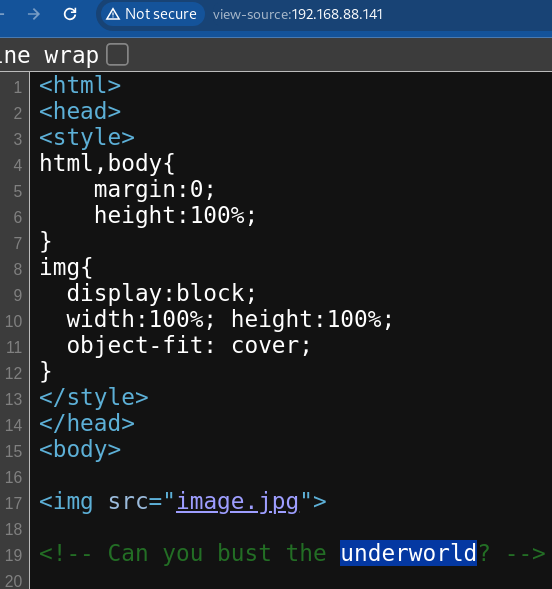 Not secure view-source:192.168.88.141
ine wrap
1 <html>
2 <head>
3 <style>
4 html,body{
5     margin:0;
6     height:100%;
7 }
8 img{
9   display:block;
10   width:100%; height:100%;
11   object-fit: cover;
12 }
13 </style>
14 </head>
15 <body>
16
17 <img src="image.jpg">
18
19 <!-- Can you bust the underworld? -->
20